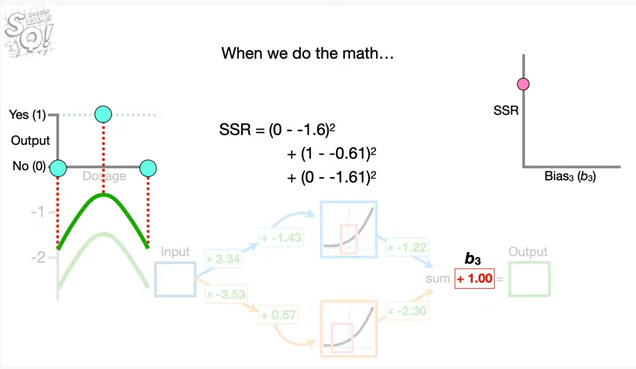 SQ!
When we do the math…
Yes (1)
Output
No (0)
Dosage
-1
-2
SSR = (0 - -1.6)²
+ (1 - -0.61)²
+ (0 - -1.61)²
SSR
Bias₃ (b₃)
Input
x 3.34
+ -1.43
x -1.22
x -3.53
+ 0.57
x -2.30
b₃
sum + 1.00 =
Output